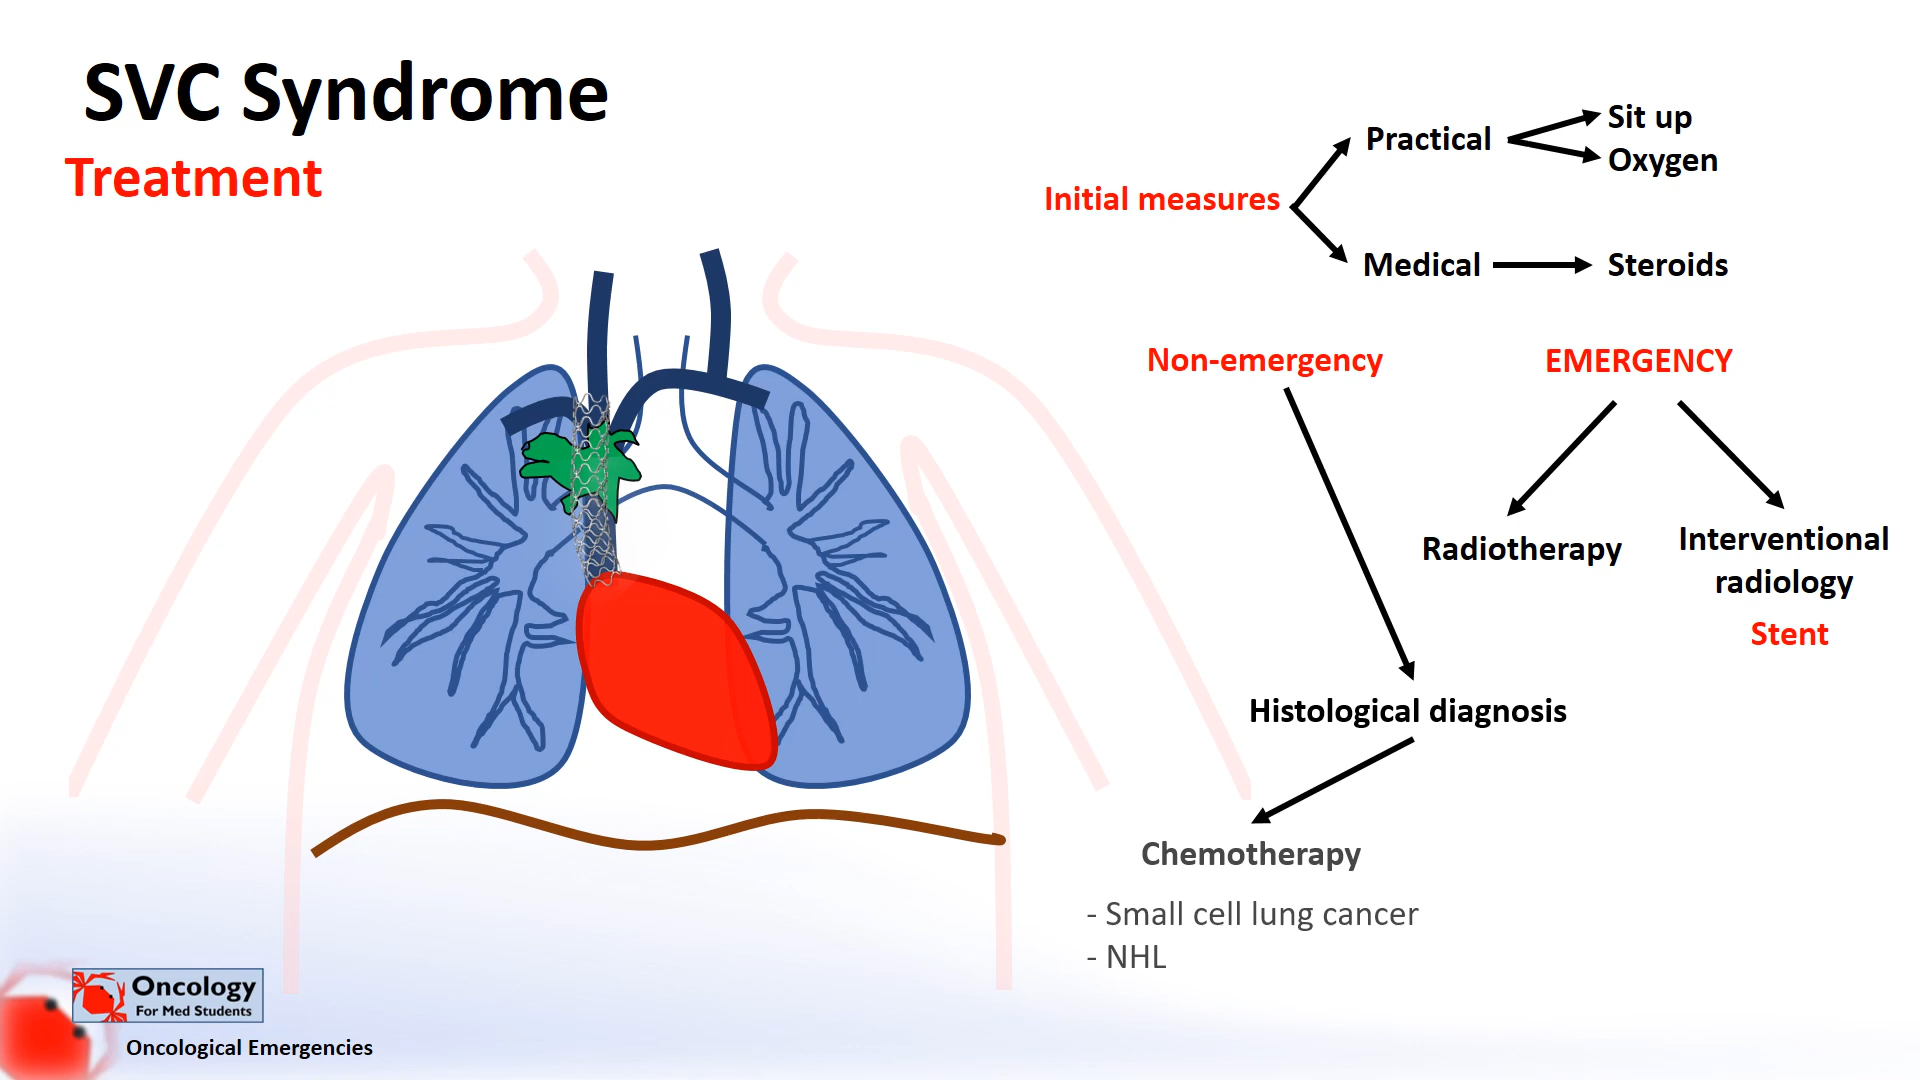 SVC Syndrome
Treatment
Initial measures
Practical
Sit up
Oxygen
Medical
Steroids
Non-emergency
EMERGENCY
Radiotherapy
Interventional
radiology
Stent
Histological diagnosis
Chemotherapy
- Small cell lung cancer
- NHL
Oncology
For Med Students
Oncological Emergencies